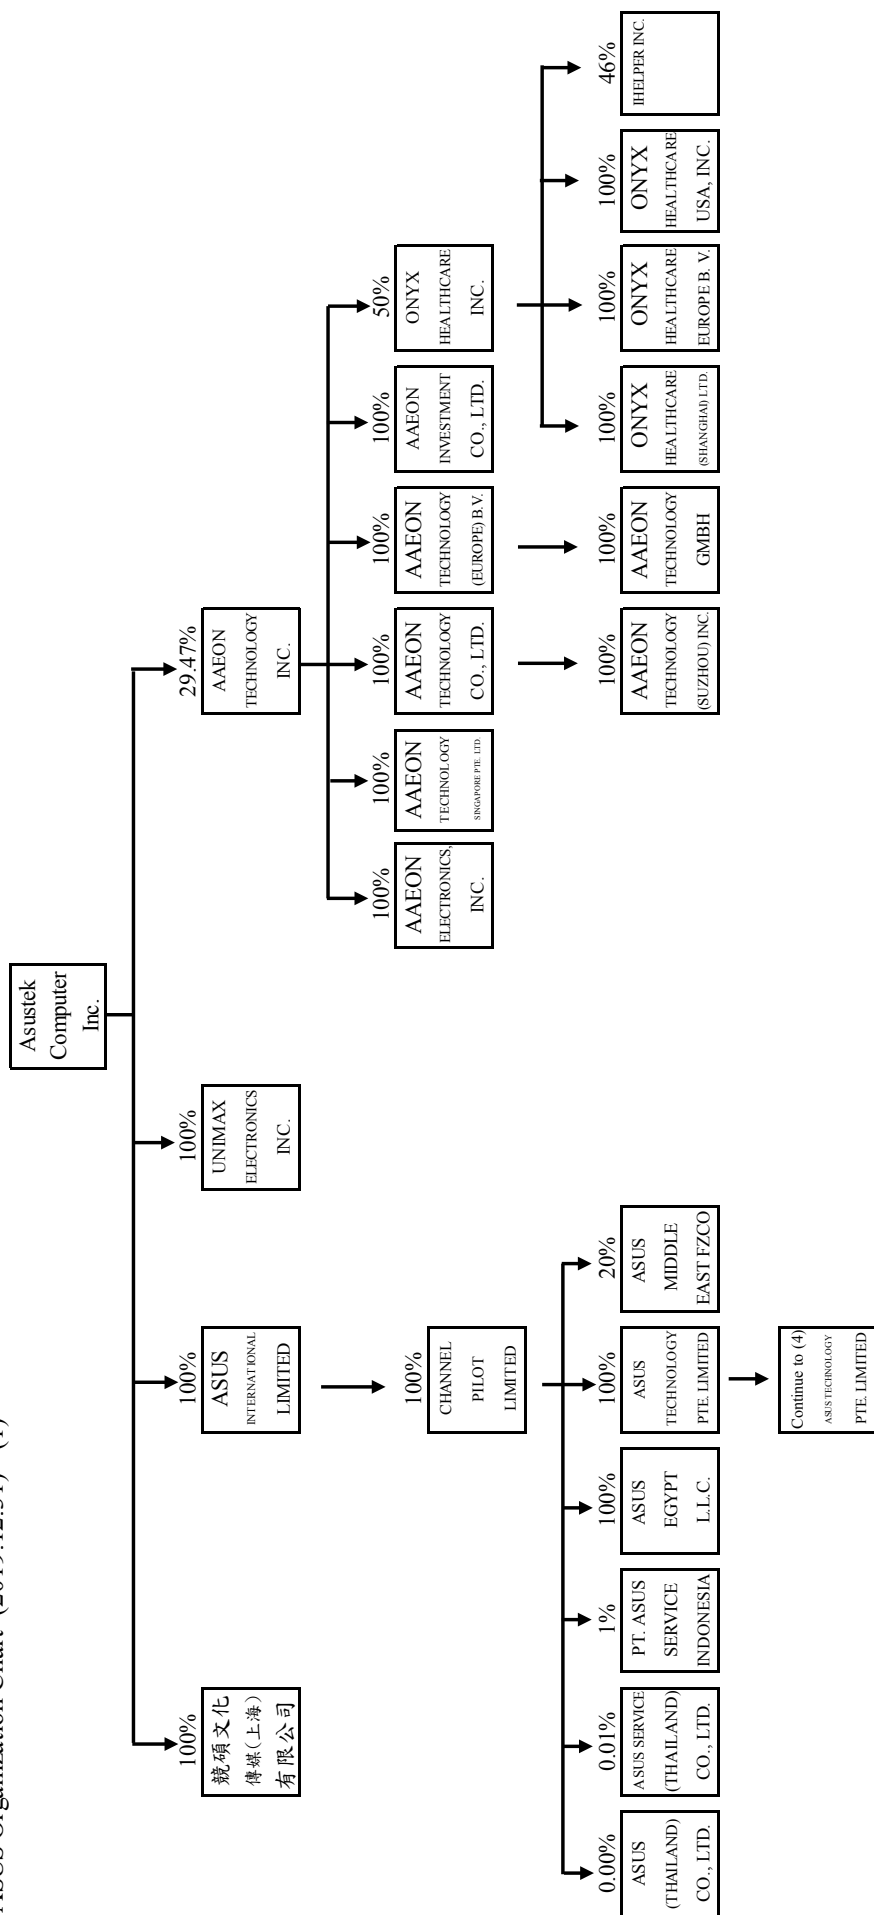 ASUS Organization Chart (2019.12.31) (1)
Asustek
Computer
Inc.
100%
競碩文化
傳媒(上海)
有限公司
100%
ASUS
INTERNATIONAL
LIMITED
100%
UNIMAX
ELECTRONICS
INC.
29.47%
AAEON
TECHNOLOGY
INC.
100%
CHANNEL
PILOT
LIMITED
100%
AAEON
ELECTRONICS,
INC.
100%
AAEON
TECHNOLOGY
SINGAPORE PTE. LTD.
100%
AAEON
TECHNOLOGY
CO., LTD.
100%
AAEON
TECHNOLOGY
(EUROPE) B.V.
100%
AAEON
INVESTMENT
CO., LTD.
50%
ONYX
HEALTHCARE
INC.
0.00%
ASUS
(THAILAND)
CO., LTD.
0.01%
ASUS SERVICE
(THAILAND)
CO., LTD.
1%
PT. ASUS
SERVICE
INDONESIA
100%
ASUS
EGYPT
L.L.C.
100%
ASUS
TECHNOLOGY
PTE. LIMITED
20%
ASUS
MIDDLE
EAST FZCO
100%
AAEON
TECHNOLOGY
(SUZHOU) INC.
100%
AAEON
TECHNOLOGY
GMBH
100%
ONYX
HEALTHCARE
(SHANGHAI) LTD.
100%
ONYX
HEALTHCARE
EUROPE B. V.
100%
ONYX
HEALTHCARE
USA, INC.
46%
IHELPER INC.
Continue to (4)
ASUS TECHNOLOGY
PTE. LIMITED